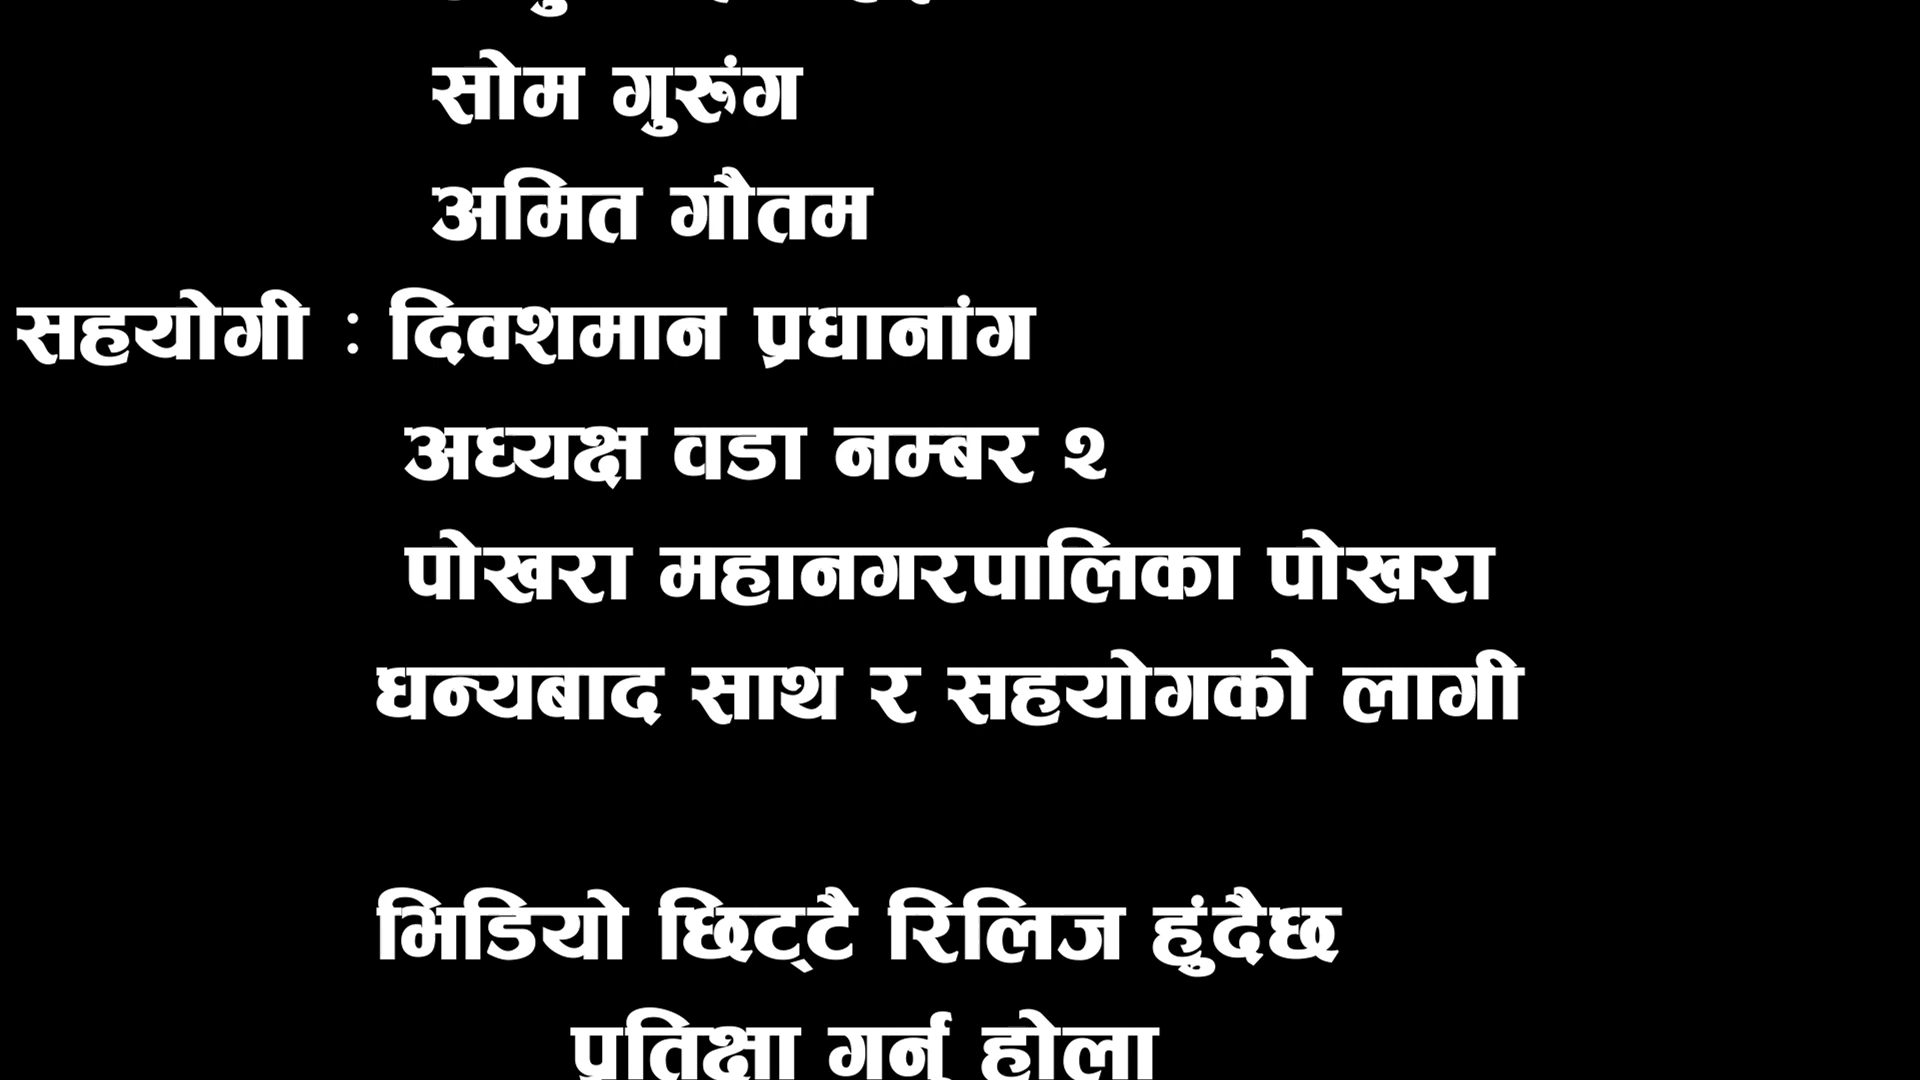 सोम गुरूंग
अमित गौतम
सहयोगी : दिवशमान प्रधानांग
अध्यक्ष वडा नम्बर २
पोखरा महानगरपालिका पोखरा
धन्यबाद साथ र सहयोगको लागी
भिडियो छिट्टै रिलिज हुंदैछ
प्रतिक्षा गर्नु होला